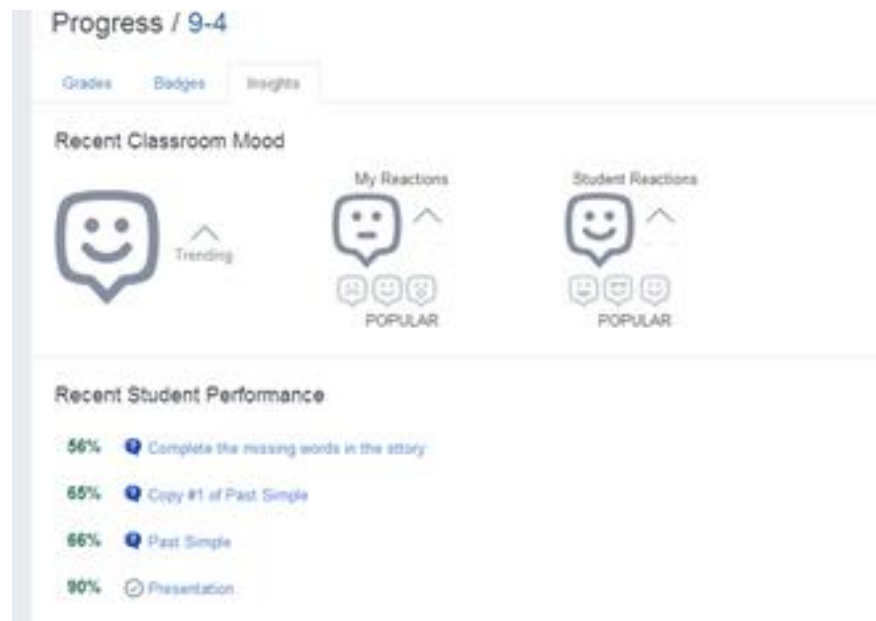 Progress / 9-4
Grades Badges Insights
Recent Classroom Mood
My Reactions Student Reactions
Trending
POPULAR POPULAR
Recent Student Performance
56% Complete the missing words in the sttory
65% Copy #1 of Past Simple
66% Past Simple
90% Presentation